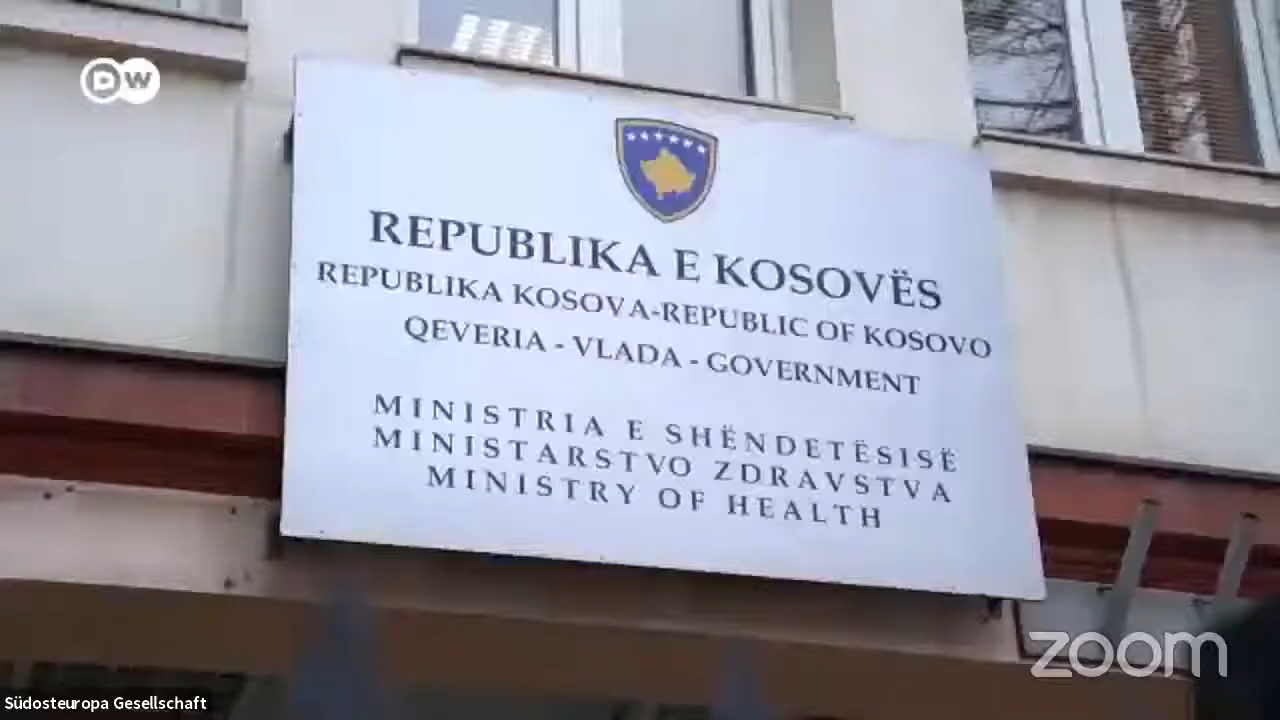 DW
REPUBLIKA E KOSOVËS
REPUBLIKA KOSOVA-REPUBLIC OF KOSOVO
QEVERIA - VLADA - GOVERNMENT
MINISTRIA E SHËNDETËSISË
MINISTARSTVO ZDRAVSTVA
MINISTRY OF HEALTH
zoom
Südosteuropa Gesellschaft